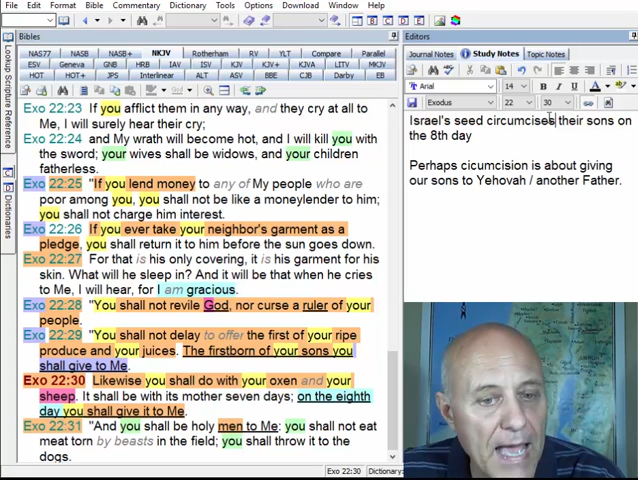 File Edit View Bible Commentary Dictionary Tools Options Download Window Help
Bibles
NAS77 NASB NASB+ NKJV Rotherham RV YLT Compare Parallel
ESV Geneva GNB HRB IAV ISV JUB KJV KJV+
HOT+ HOT JPS Interlinear ALT ASV BBE DRB
Lookup Scripture Reference
Dictionaries
Exo 22:23 If you afflict them in any way, and they cry at all to
Me, I will surely hear their cry;
Exo 22:24 and My wrath will become hot, and I will kill you with
the sword; your wives shall be widows, and your children
fatherless.
Exo 22:25 "If you lend money to any of My people who are
poor among you, you shall not be like a moneylender to him;
you shall not charge him interest.
Exo 22:26 If you ever take your neighbor's garment as a
pledge, you shall return it to him before the sun goes down.
Exo 22:27 For that is his only covering, it is his garment for his
skin. What will he sleep in? And it will be that when he cries
to Me, I will hear, for I am gracious.
Exo 22:28 "You shall not revile God, nor curse a ruler of your
people.
Exo 22:29 "You shall not delay to offer the first of your ripe
produce and your juices. The firstborn of your sons you
shall give to Me.
Exo 22:30 Likewise you shall do with your oxen and your
sheep. It shall be with its mother seven days; on the eighth
day you shall give it to Me.
Exo 22:31 "And you shall be holy men to Me: you shall not eat
meat torn by beasts in the field; you shall throw it to the
dogs.
Editors
Journal Notes Study Notes Topic Notes
Arial 14 B I U A
Exodus 22 30
Israel's seed circumcises their sons on
the 8th day
Perhaps cicumcision is about giving
our sons to Yehovah / another Father.
Exo 22:30 Dictionary: